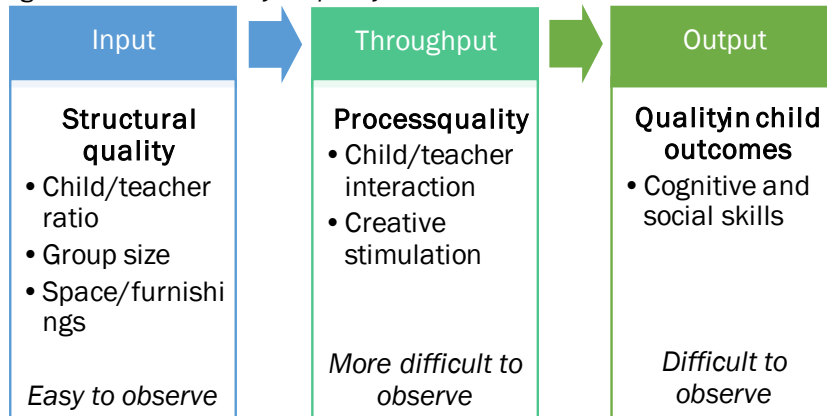 Input
Structural
quality
• Child/teacher
ratio
• Group size
• Space/furnishi
ngs
Easy to observe
Throughput
Processquality
• Child/teacher
interaction
• Creative
stimulation
More difficult to
observe
Output
Qualityin child
outcomes
• Cognitive and
social skills
Difficult to
observe